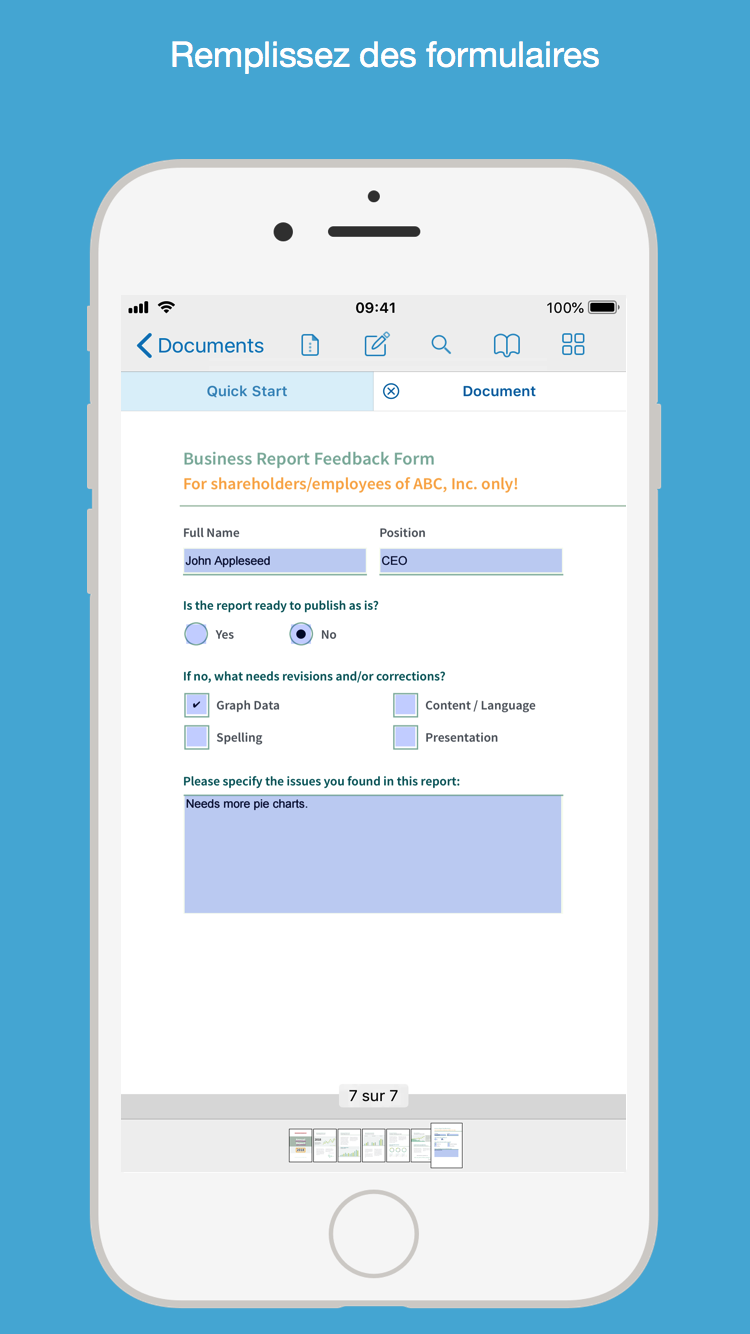 Remplissez des formulaires
09:41
100%
Documents
Quick Start
Document
Business Report Feedback Form
For shareholders/employees of ABC, Inc. only!
Full Name
Position
John Appleseed
CEO
Is the report ready to publish as is?
Yes
No
If no, what needs revisions and/or corrections?
Graph Data
Content / Language
Spelling
Presentation
Please specify the issues you found in this report:
Needs more pie charts.
7 sur 7